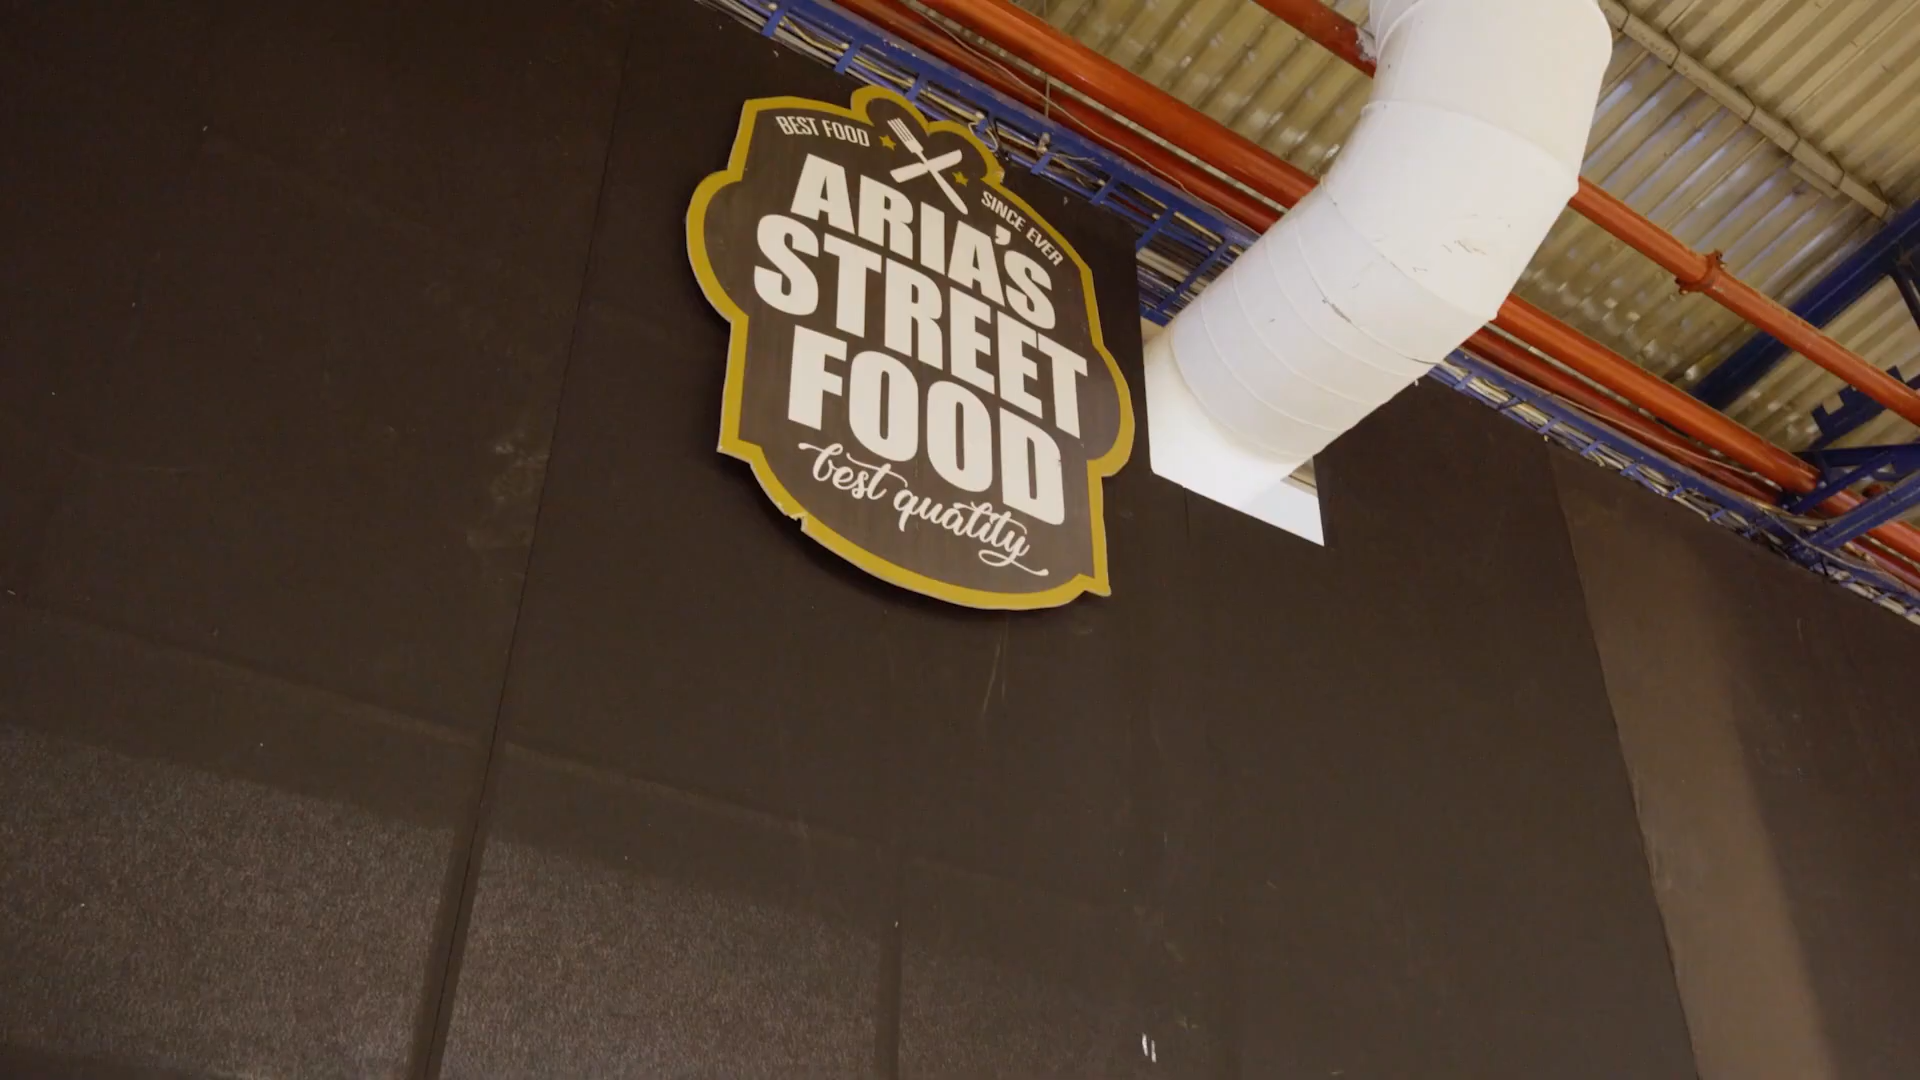 BEST FOOD
SINCE EVER
ARIA'S
STREET
FOOD
best quality